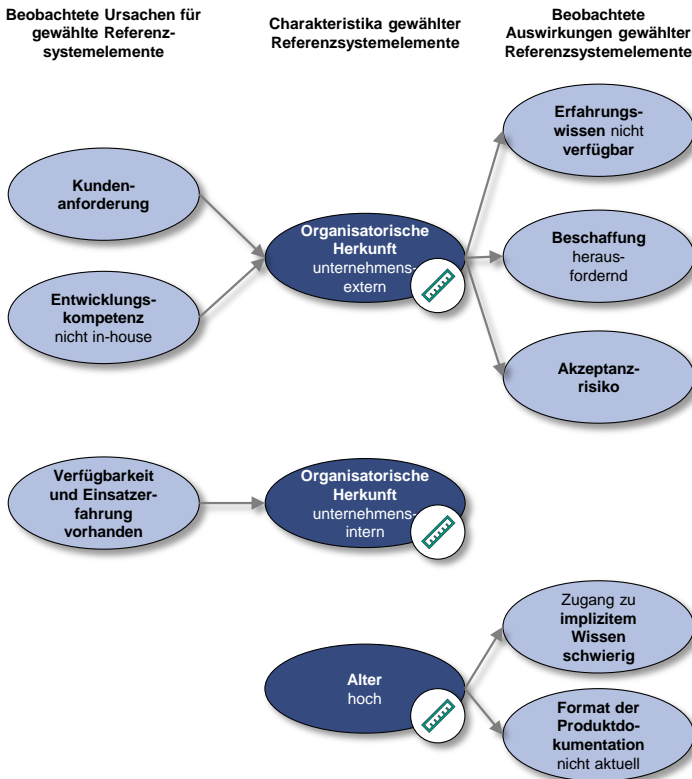 Beobachtete Ursachen für
gewählte Referenz-
systemelemente
Charakteristika gewählter
Referenzsystemelemente
Beobachtete
Auswirkungen gewählter
Referenzsystemelemente
Kunden-
anforderung
Entwicklungs-
kompetenz
nicht in-house
Organisatorische
Herkunft
unternehmens-
extern
Erfahrungs-
wissen nicht
verfügbar
Beschaffung
heraus-
fordernd
Akzeptanz-
risiko
Verfügbarkeit
und Einsatzer-
fahrung
vorhanden
Organisatorische
Herkunft
unternehmens-
intern
Alter
hoch
Zugang zu
implizitem
Wissen
schwierig
Format der
Produktdo-
kumentation
nicht aktuell